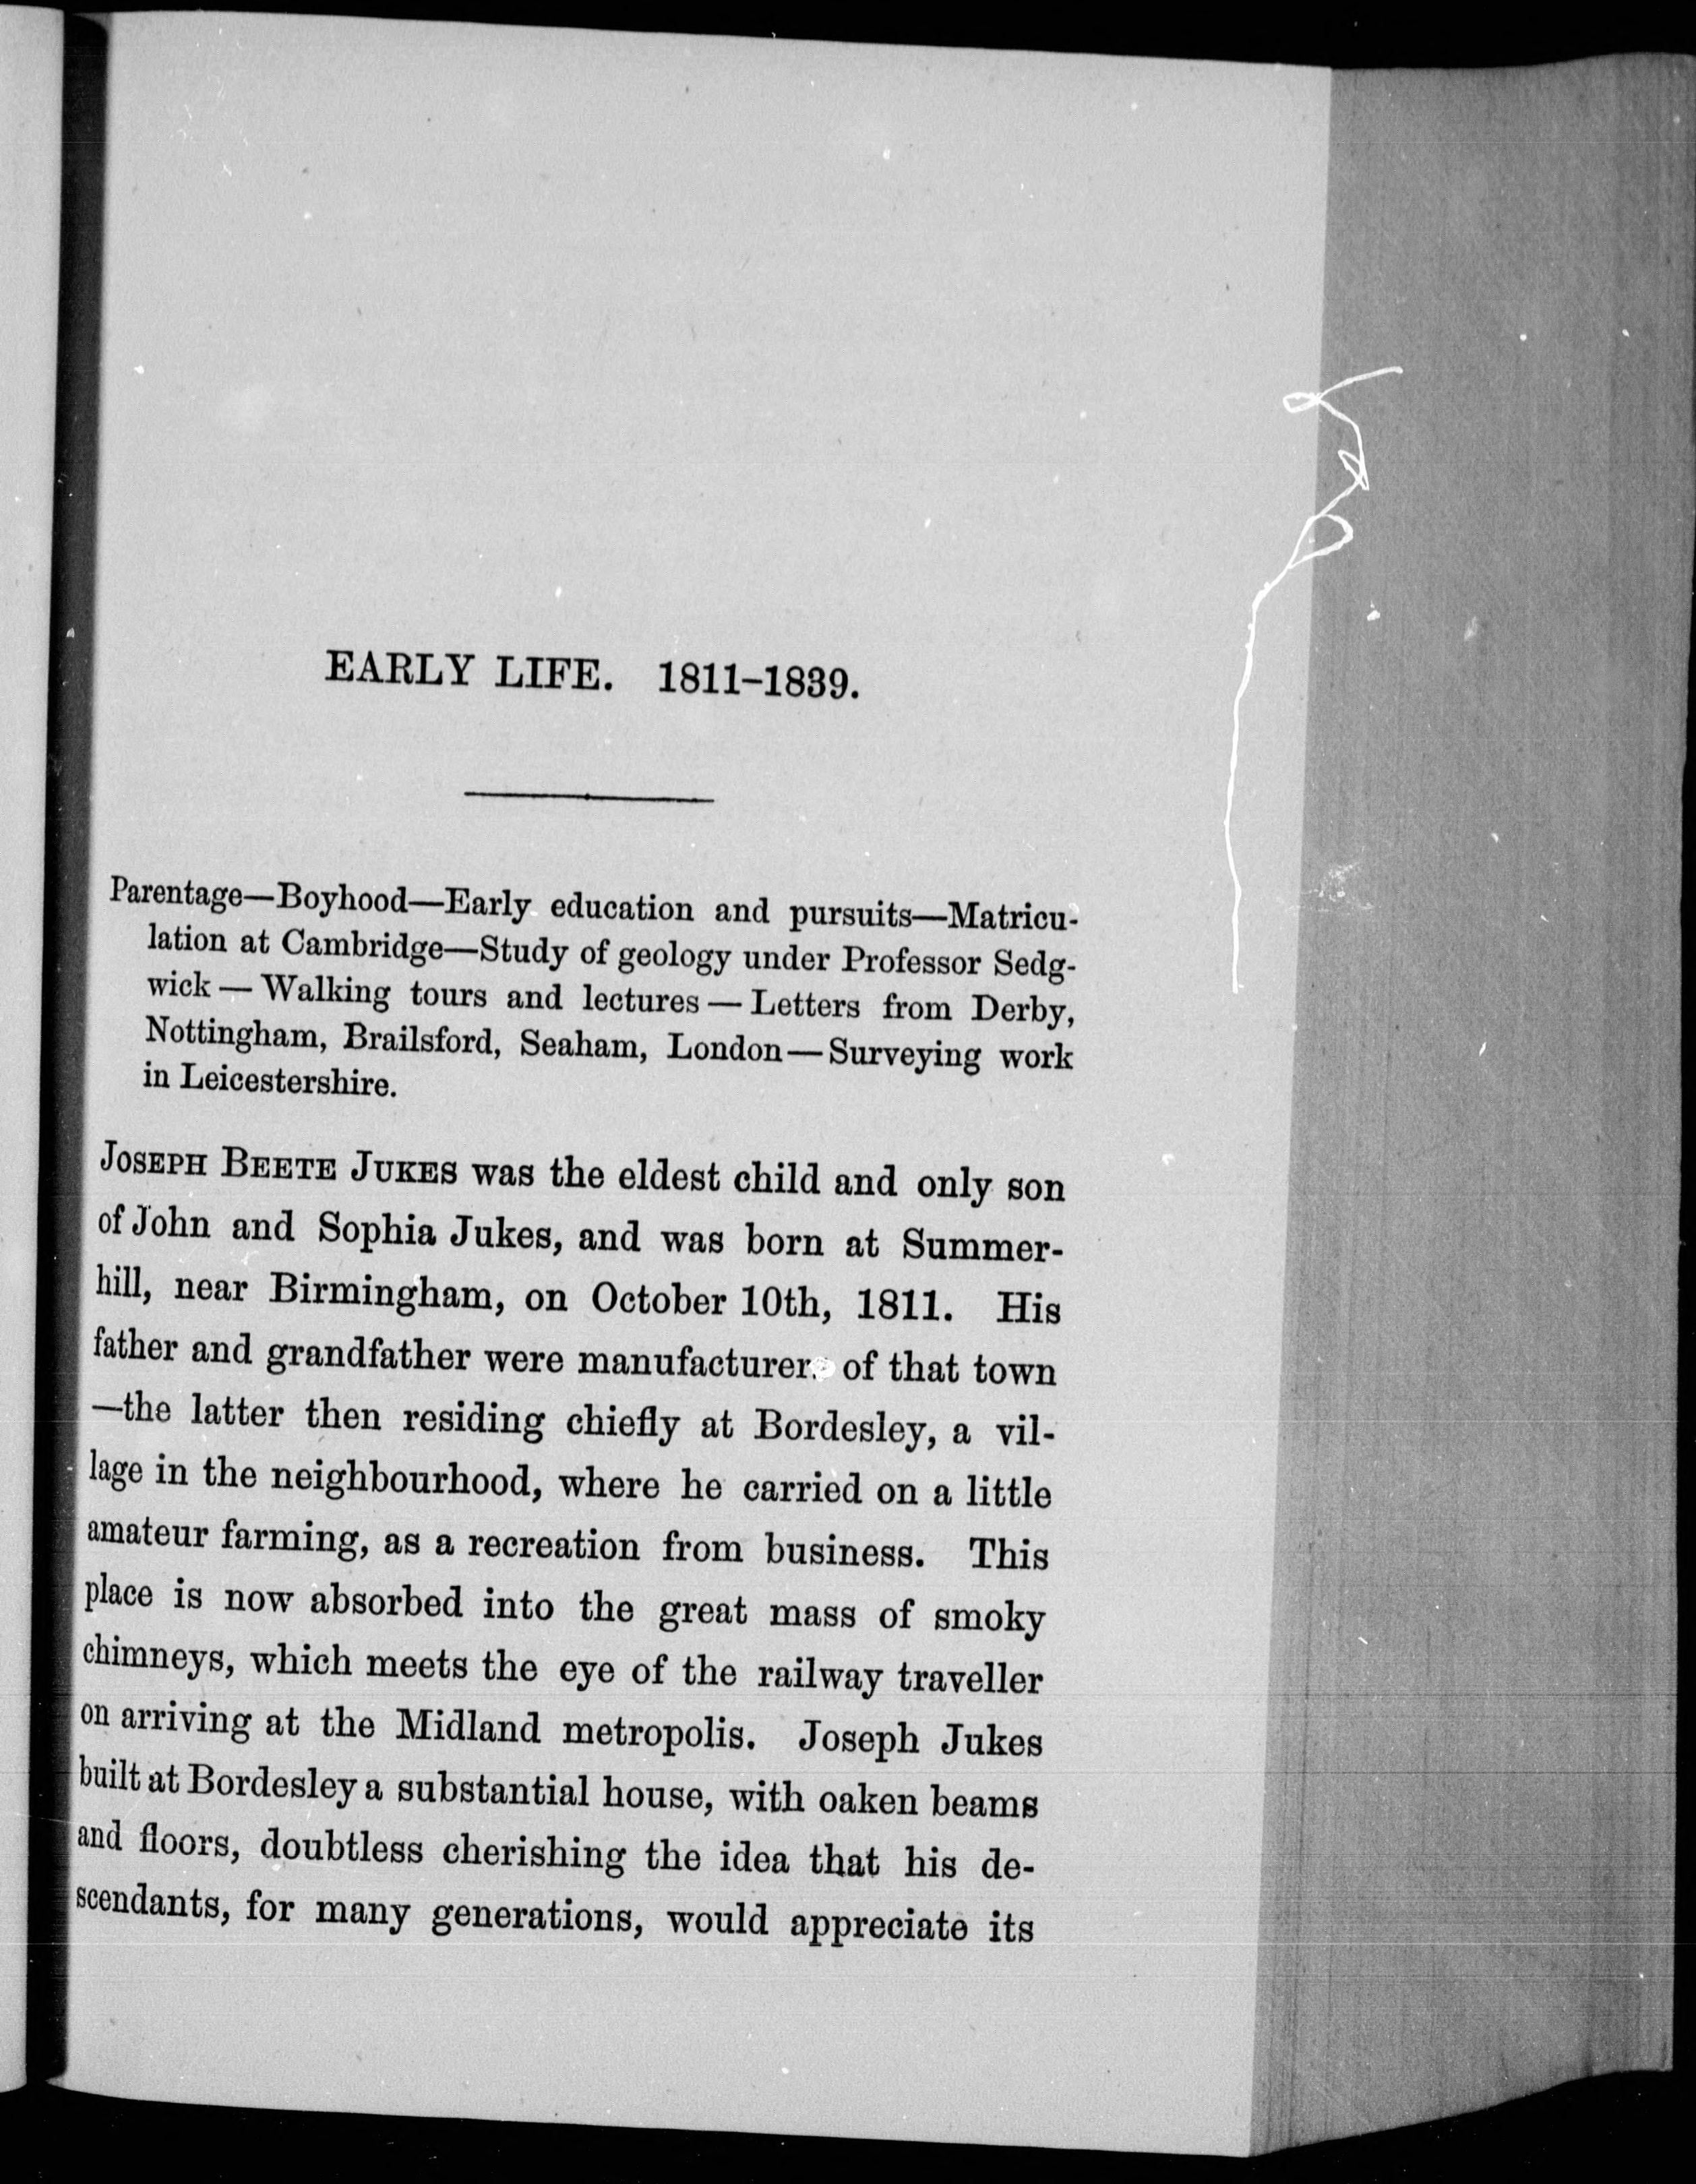 EARLY LIFE. 1811–1839.
Parentage—Boyhood—Early education and pursuits—Matricu-
lation at Cambridge—Study of geology under Professor Sedg-
wick — Walking tours and lectures — Letters from Derby,
Nottingham, Brailsford, Seaham, London — Surveying work
in Leicestershire.
JOSEPH BEETE JUKES was the eldest child and only son
of John and Sophia Jukes, and was born at Summer-
hill, near Birmingham, on October 10th, 1811. His
father and grandfather were manufacturers of that town
—the latter then residing chiefly at Bordesley, a vil-
lage in the neighbourhood, where he carried on a little
amateur farming, as a recreation from business. This
place is now absorbed into the great mass of smoky
chimneys, which meets the eye of the railway traveller
on arriving at the Midland metropolis. Joseph Jukes
built at Bordesley a substantial house, with oaken beams
and floors, doubtless cherishing the idea that his de-
scendants, for many generations, would appreciate its